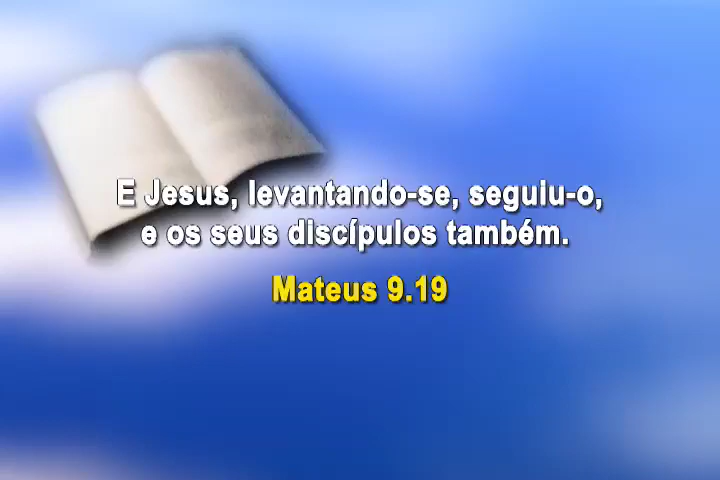 E Jesus, levantando-se, seguiu-o,
e os seus discípulos também.
Mateus 9.19